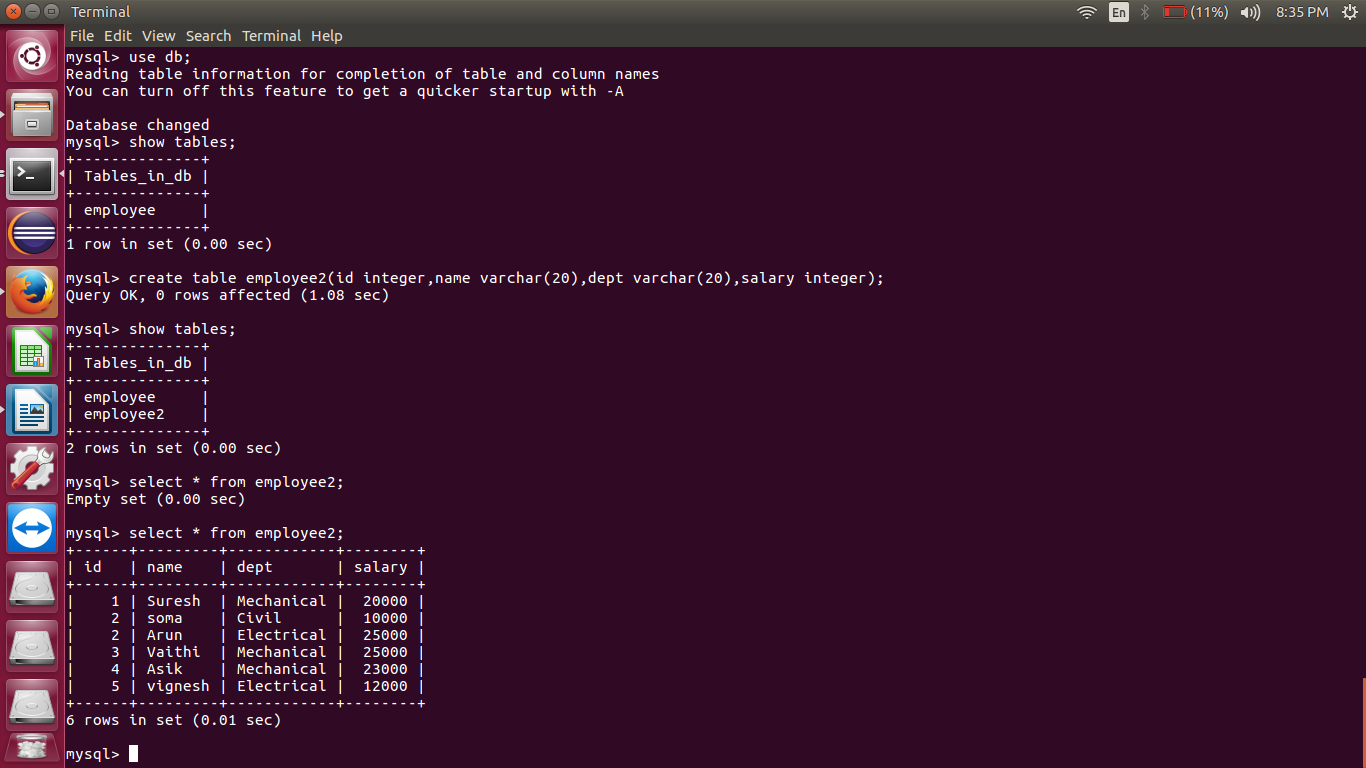 Terminal
En
(11%)
8:35 PM
File Edit View Search Terminal Help
mysql> use db;
Reading table information for completion of table and column names
You can turn off this feature to get a quicker startup with -A

Database changed
mysql> show tables;
+--------------+
| Tables_in_db |
+--------------+
| employee     |
+--------------+
1 row in set (0.00 sec)

mysql> create table employee2(id integer,name varchar(20),dept varchar(20),salary integer);
Query OK, 0 rows affected (1.08 sec)

mysql> show tables;
+--------------+
| Tables_in_db |
+--------------+
| employee     |
| employee2    |
+--------------+
2 rows in set (0.00 sec)

mysql> select * from employee2;
Empty set (0.00 sec)

mysql> select * from employee2;
+------+---------+------------+--------+
| id   | name    | dept       | salary |
+------+---------+------------+--------+
|    1 | Suresh  | Mechanical |  20000 |
|    2 | soma    | Civil      |  10000 |
|    2 | Arun    | Electrical |  25000 |
|    3 | Vaithi  | Mechanical |  25000 |
|    4 | Asik    | Mechanical |  23000 |
|    5 | vignesh | Electrical |  12000 |
+------+---------+------------+--------+
6 rows in set (0.01 sec)

mysql>